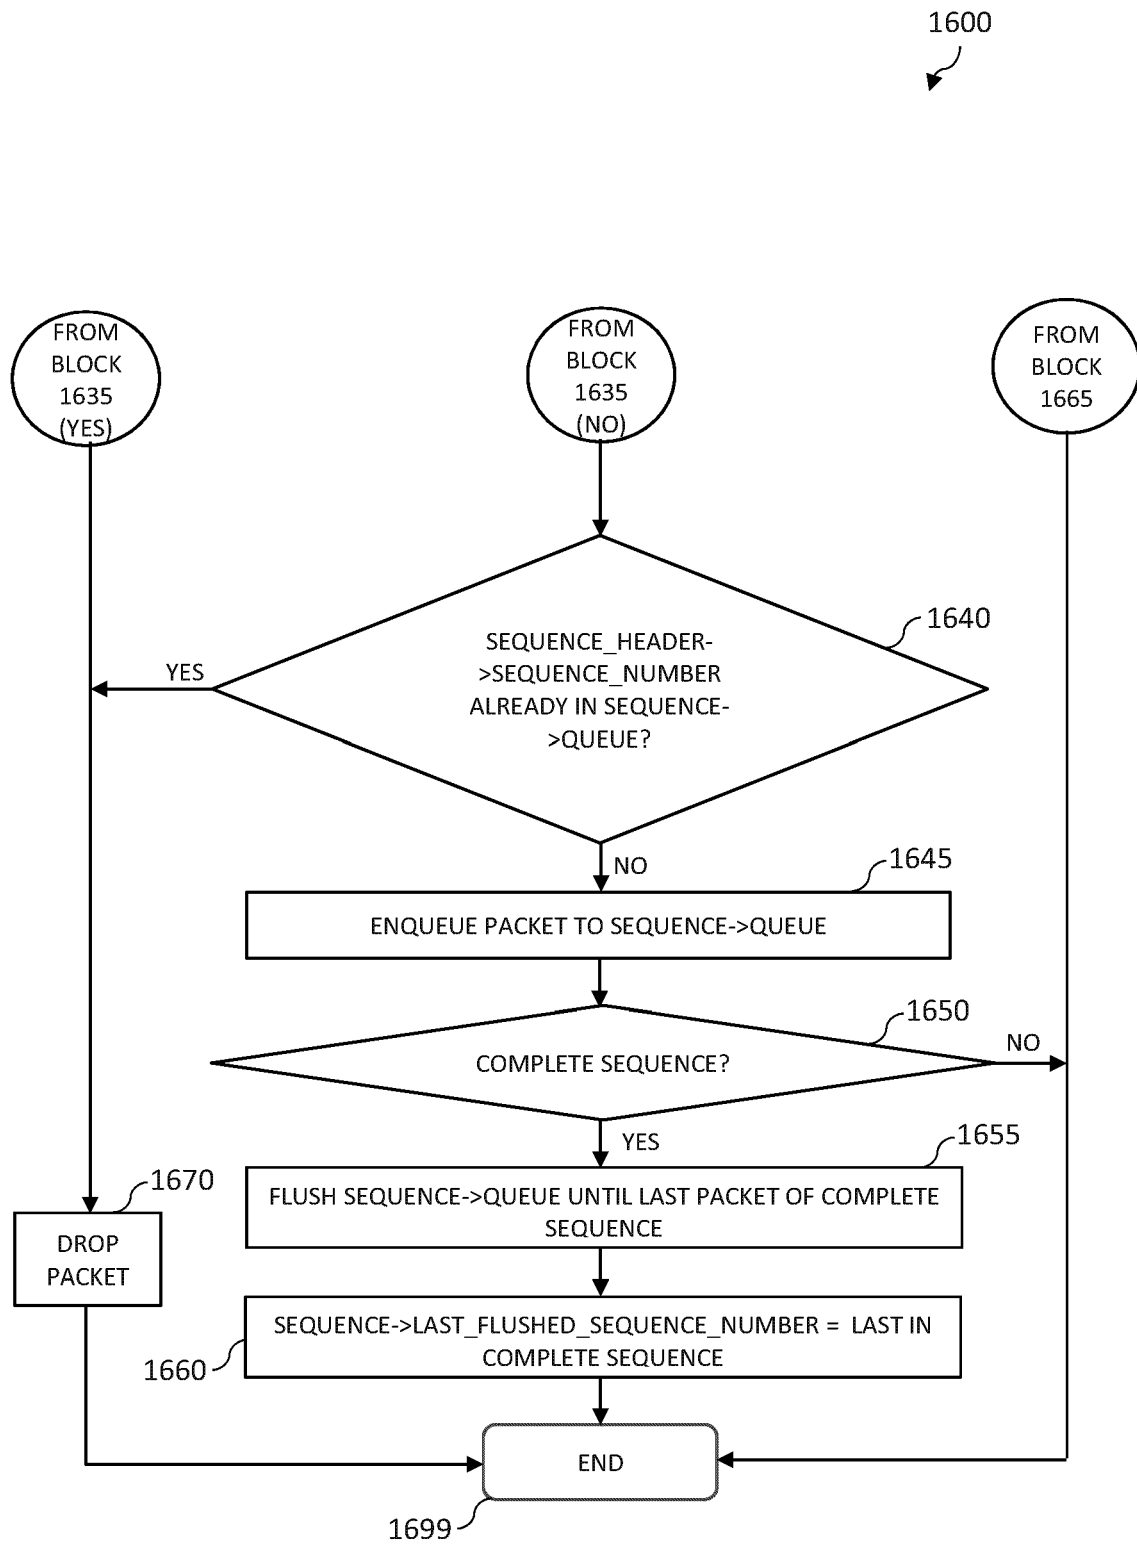 1600
FROM
BLOCK
1635
(YES)
FROM
BLOCK
1635
(NO)
FROM
BLOCK
1665
1640
SEQUENCE_HEADER-
>SEQUENCE_NUMBER
ALREADY IN SEQUENCE-
>QUEUE?
YES
NO
1645
ENQUEUE PACKET TO SEQUENCE->QUEUE
1650
COMPLETE SEQUENCE?
NO
YES
1655
FLUSH SEQUENCE->QUEUE UNTIL LAST PACKET OF COMPLETE
SEQUENCE
1670
DROP
PACKET
SEQUENCE->LAST_FLUSHED_SEQUENCE_NUMBER = LAST IN
COMPLETE SEQUENCE
1660
END
1699